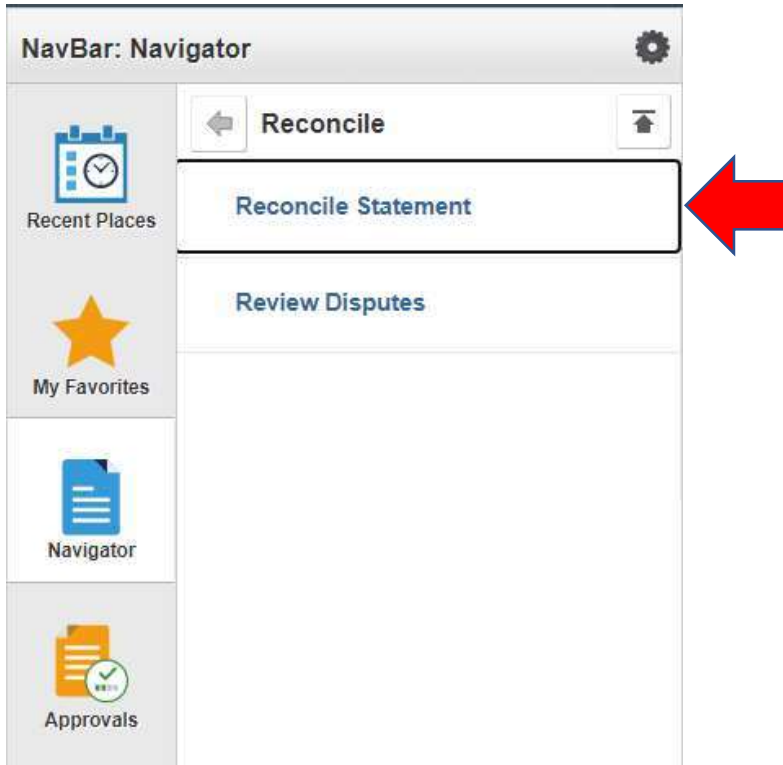 NavBar: Navigator
Reconcile
Recent Places
Reconcile Statement
Review Disputes
My Favorites
Navigator
Approvals